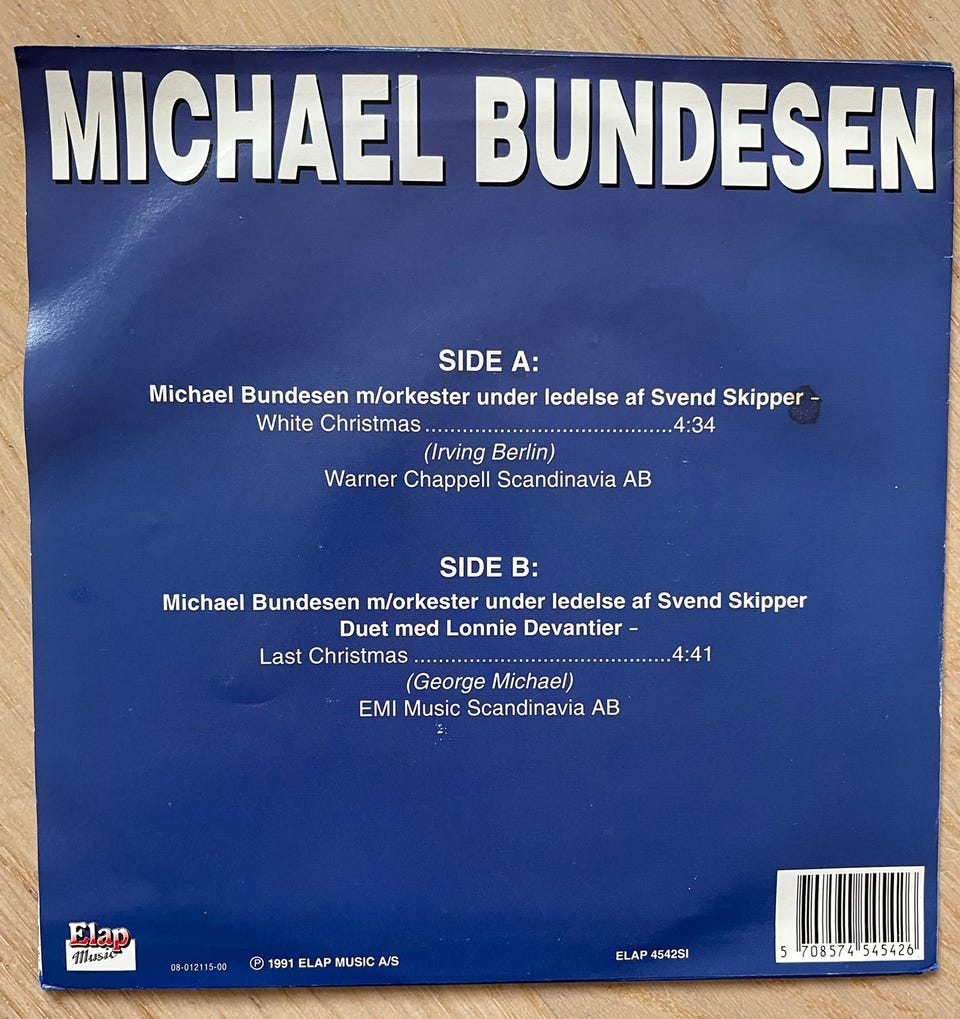 MICHAEL BUNDESEN
SIDE A:
Michael Bundesen m/orkester under ledelse af Svend Skipper –
White Christmas.........................................4:34
(Irving Berlin)
Warner Chappell Scandinavia AB
SIDE B:
Michael Bundesen m/orkester under ledelse af Svend Skipper
Duet med Lonnie Devantier –
Last Christmas ...........................................4:41
(George Michael)
EMI Music Scandinavia AB
Elap
Music
08-012115-00
℗ 1991 ELAP MUSIC A/S
ELAP 4542SI
5 708574 545426